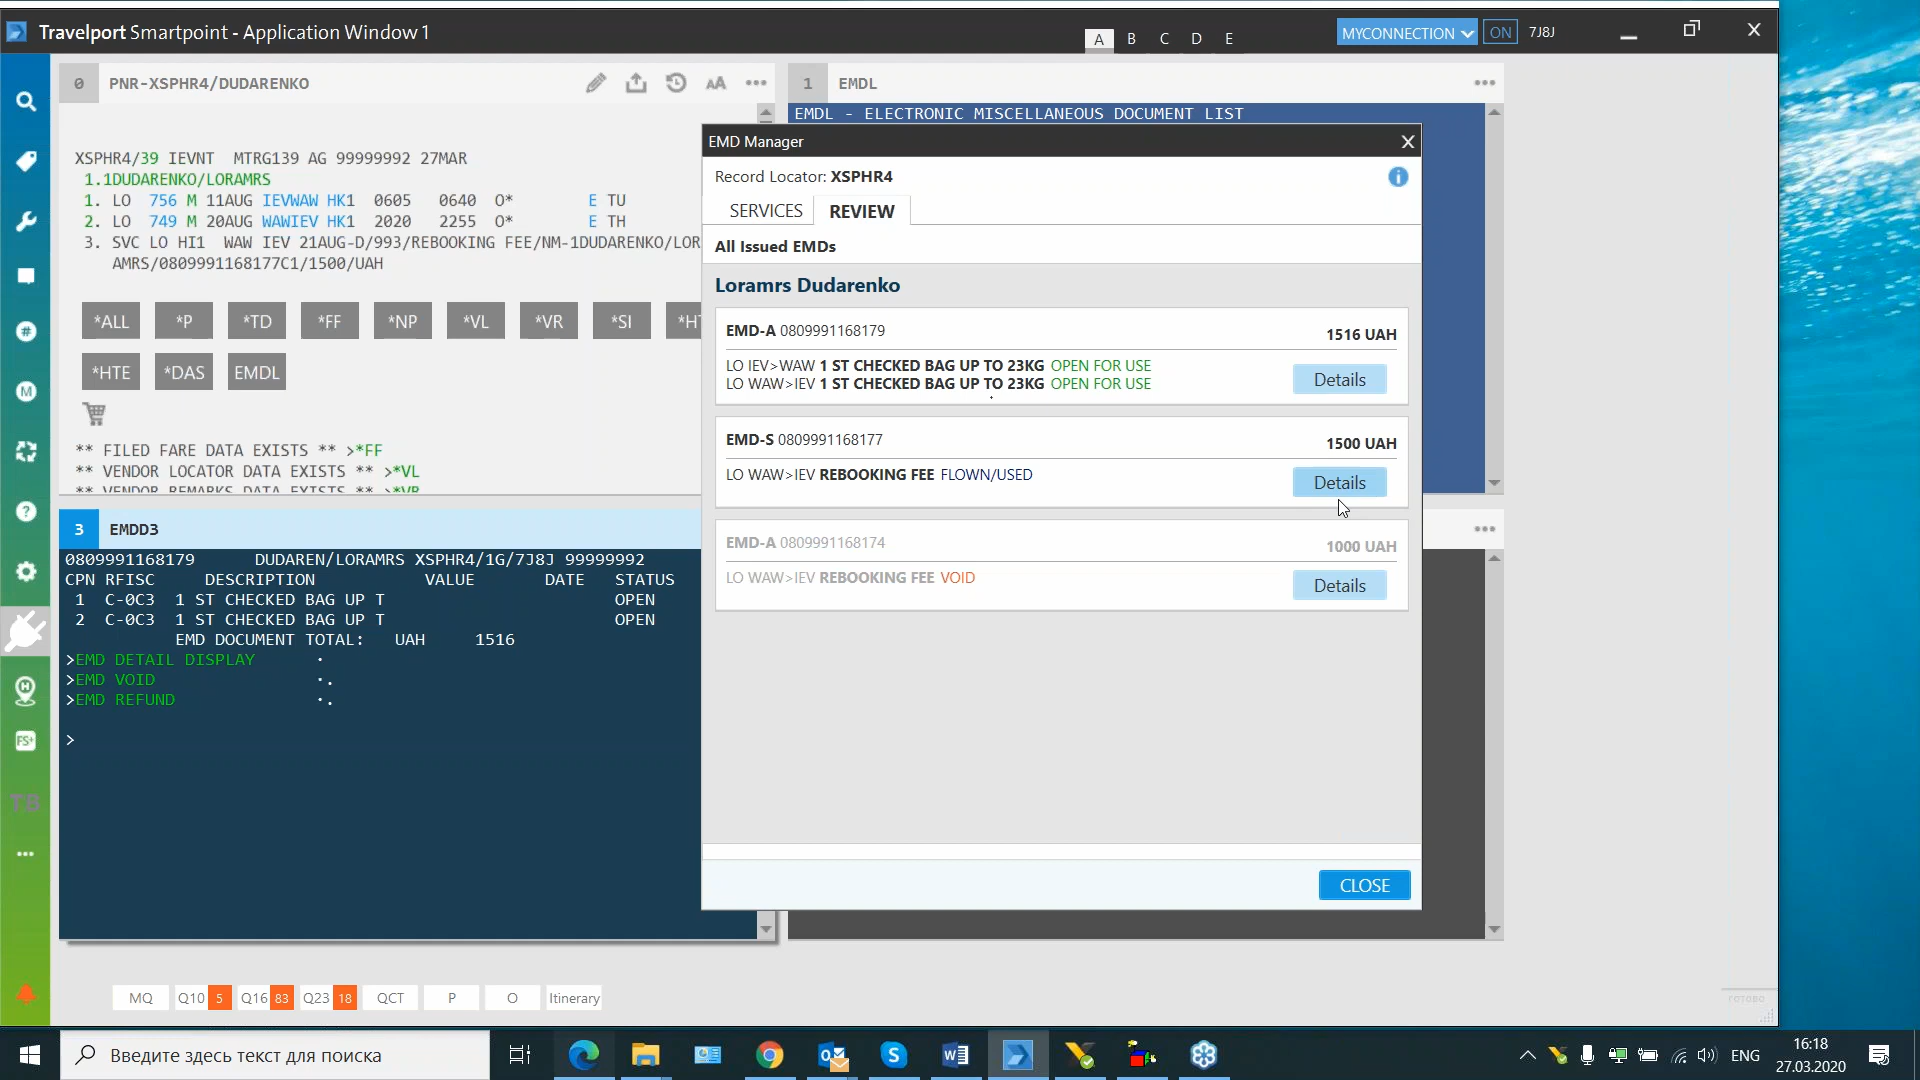 Travelport Smartpoint - Application Window 1
A B C D E
MYCONNECTION ON 7J8J
0 PNR-XSPHR4/DUDARENKO
AA
XSPHR4/39 IEVNT MTRG139 AG 99999992 27MAR
1.1DUDARENKO/LORAMRS
1. LO 756 M 11AUG IEVWAW HK1 0605 0640 O* E TU
2. LO 749 M 20AUG WAWIEV HK1 2020 2255 O* E TH
3. SVC LO HI1 WAW IEV 21AUG-D/993/REBOOKING FEE/NM-1DUDARENKO/LOR
AMRS/0809991168177C1/1500/UAH
*ALL *P *TD *FF *NP *VL *VR *SI
*HTE *DAS EMDL
** FILED FARE DATA EXISTS ** >*FF
** VENDOR LOCATOR DATA EXISTS ** >*VL
** VENDOR REMARKS DATA EXISTS ** >*VR
1 EMDL
EMDL - ELECTRONIC MISCELLANEOUS DOCUMENT LIST
EMD Manager
Record Locator: XSPHR4
SERVICES REVIEW
All Issued EMDs
Loramrs Dudarenko
EMD-A 0809991168179
1516 UAH
LO IEV>WAW 1 ST CHECKED BAG UP TO 23KG OPEN FOR USE
LO WAW>IEV 1 ST CHECKED BAG UP TO 23KG OPEN FOR USE
Details
EMD-S 0809991168177
1500 UAH
LO WAW>IEV REBOOKING FEE FLOWN/USED
Details
EMD-A 0809991168174
1000 UAH
LO WAW>IEV REBOOKING FEE VOID
Details
CLOSE
3 EMDD3
0809991168179 DUDAREN/LORAMRS XSPHR4/1G/7J8J 99999992
CPN RFISC DESCRIPTION VALUE DATE STATUS
1 C-0C3 1 ST CHECKED BAG UP T OPEN
2 C-0C3 1 ST CHECKED BAG UP T OPEN
EMD DOCUMENT TOTAL: UAH 1516
>EMD DETAIL DISPLAY
>EMD VOID
>EMD REFUND
>
FS+
TB
MQ Q10 5 Q16 83 Q23 18 QCT P O Itinerary
готово
Введите здесь текст для поиска
ENG
16:18
27.03.2020